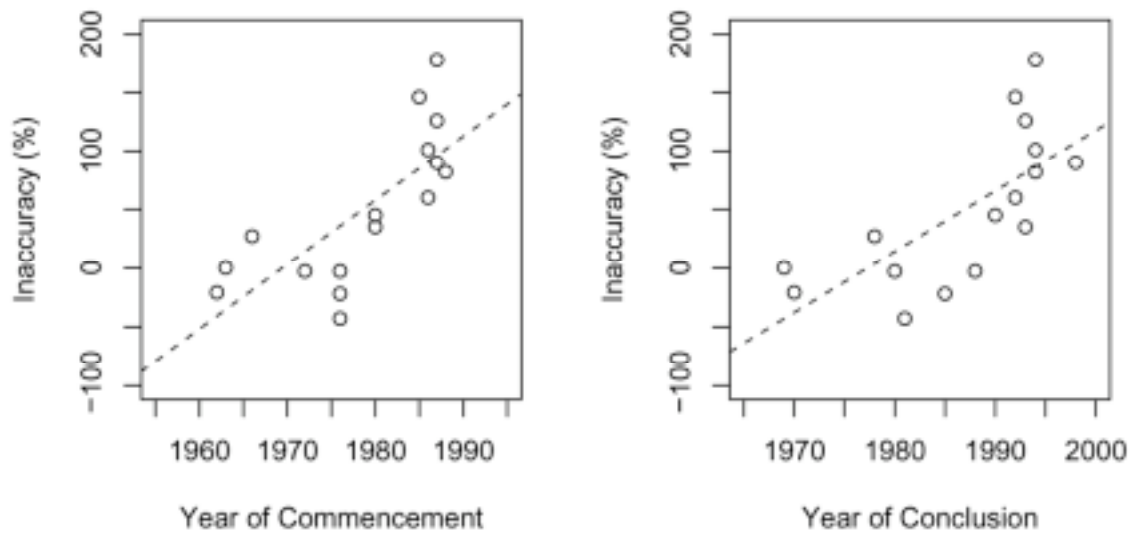 200
100
0
-100
Inaccuracy (%)
1960 1970 1980 1990
Year of Commencement
200
100
0
-100
Inaccuracy (%)
1970 1980 1990 2000
Year of Conclusion